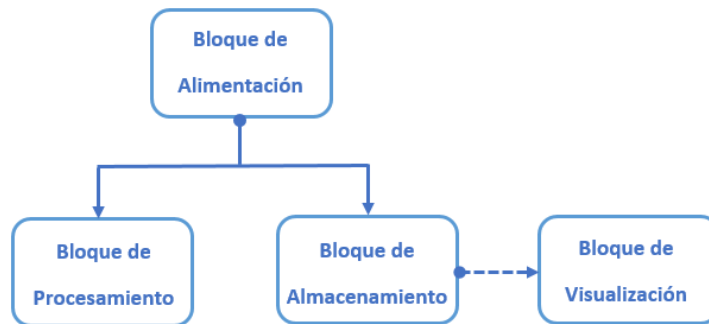 Bloque de
Alimentación
Bloque de
Procesamiento
Bloque de
Almacenamiento
Bloque de
Visualización